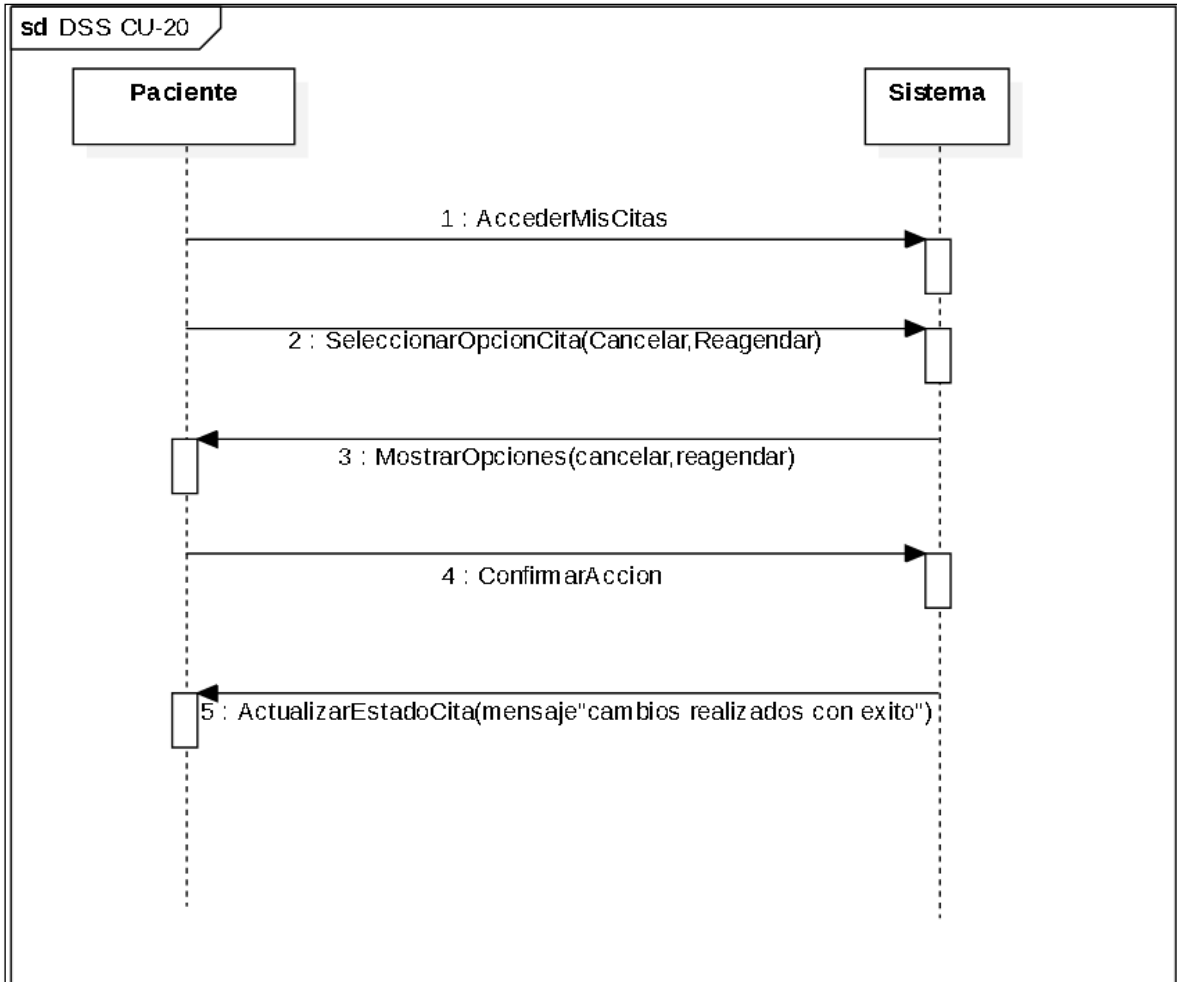 sd DSS CU-20
Paciente
Sistema
1 : AccederMisCitas
2 : SeleccionarOpcionCita(Cancelar,Reagendar)
3 : MostrarOpciones(cancelar,reagendar)
4 : ConfirmarAccion
5 : ActualizarEstadoCita(mensaje"cambios realizados con exito")